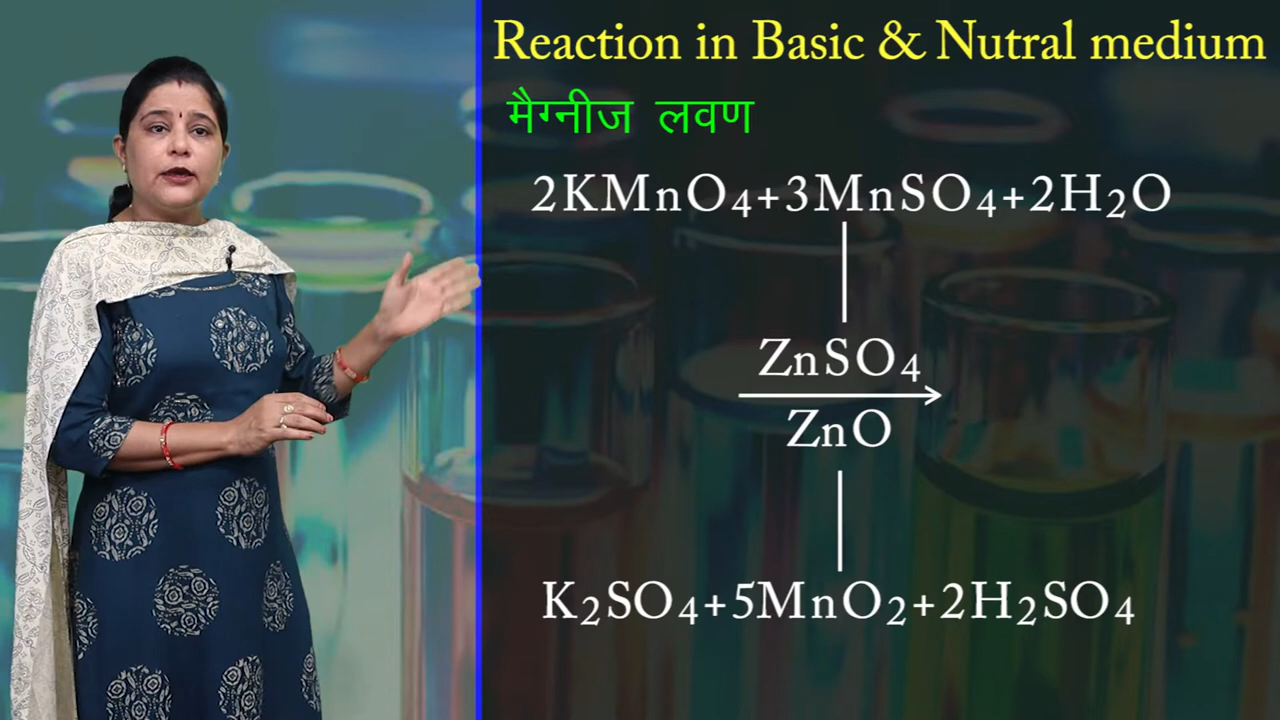 Reaction in Basic & Nutral medium
मैग्नीज लवण
2KMnO₄+3MnSO₄+2H₂O
ZnSO₄
ZnO
K₂SO₄+5MnO₂+2H₂SO₄